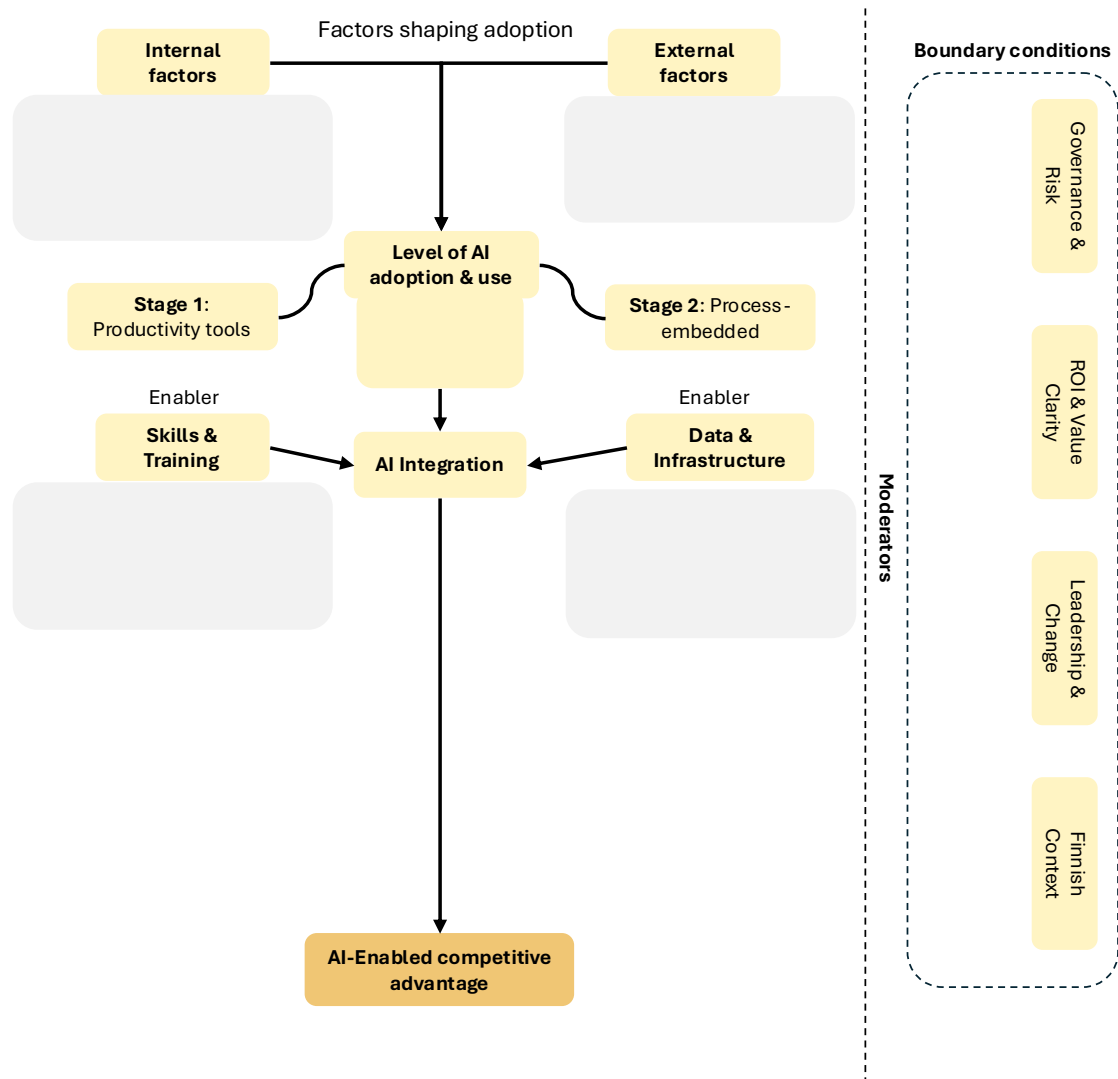 Factors shaping adoption
Internal
factors
External
factors
Level of AI
adoption & use
Stage 1:
Productivity tools
Stage 2: Process-
embedded
Enabler
Skills &
Training
AI Integration
Enabler
Data &
Infrastructure
AI-Enabled competitive
advantage
Moderators
Boundary conditions
Governance &
Risk
ROI & Value
Clarity
Leadership &
Change
Finnish
Context